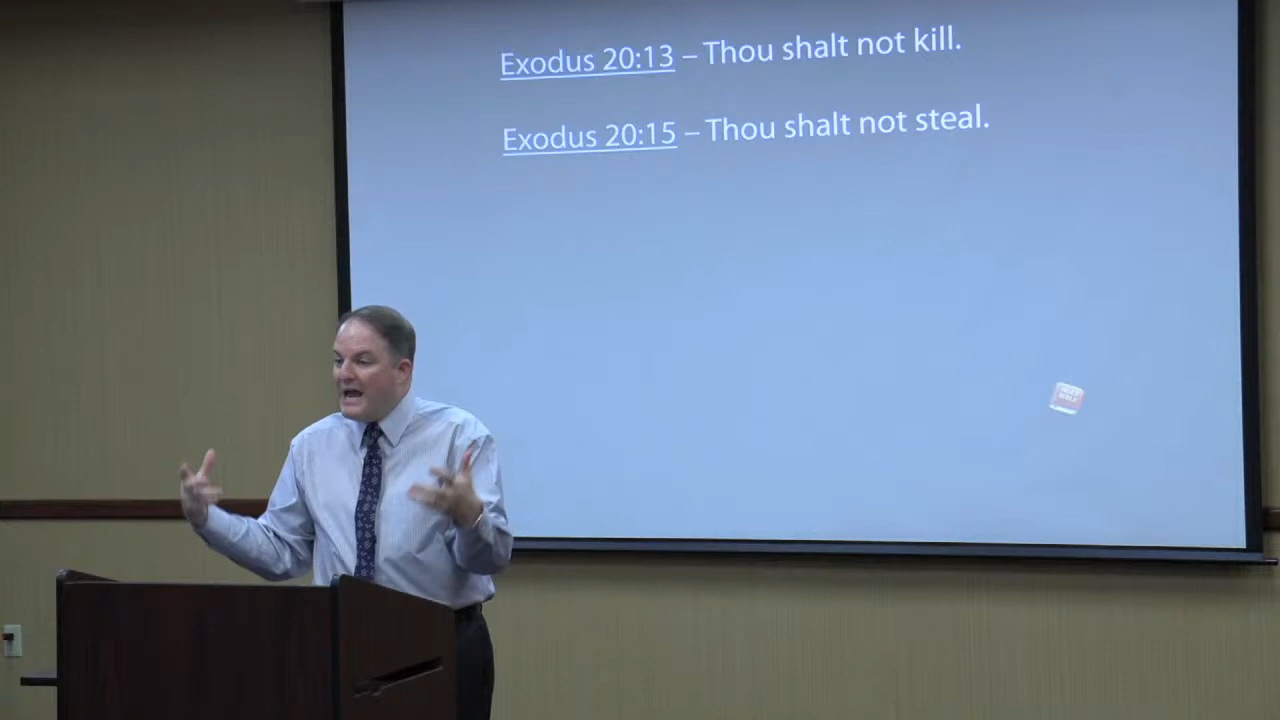 Exodus 20:13 – Thou shalt not kill.
Exodus 20:15 – Thou shalt not steal.